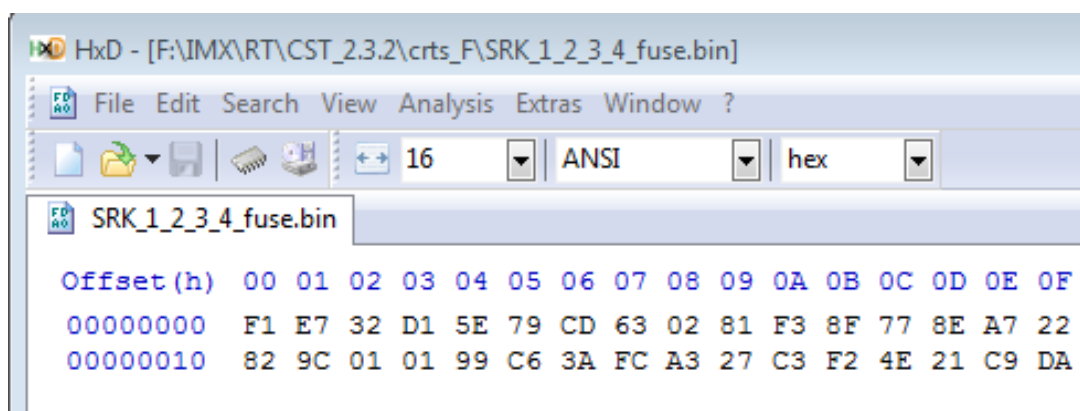 HxD - [F:\IMX\RT\CST_2.3.2\crts_F\SRK_1_2_3_4_fuse.bin]
File Edit Search View Analysis Extras Window ?
16 ANSI hex
SRK_1_2_3_4_fuse.bin
Offset(h) 00 01 02 03 04 05 06 07 08 09 0A 0B 0C 0D 0E 0F
00000000 F1 E7 32 D1 5E 79 CD 63 02 81 F3 8F 77 8E A7 22
00000010 82 9C 01 01 99 C6 3A FC A3 27 C3 F2 4E 21 C9 DA